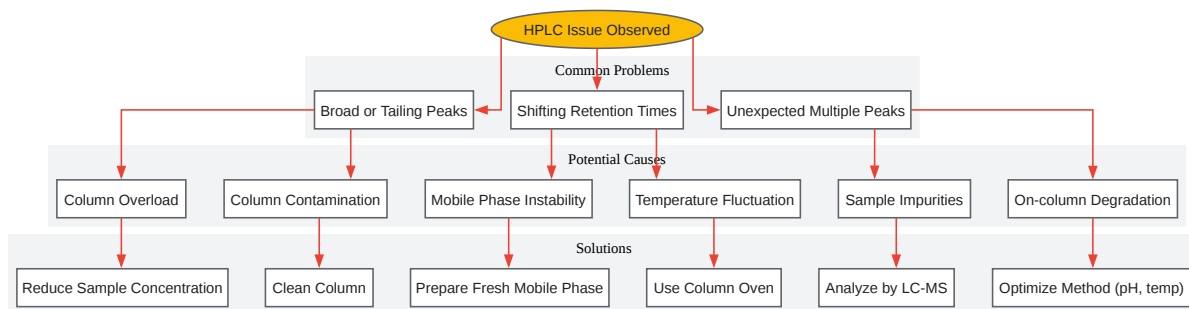 HPLC Issue Observed
Common Problems
Broad or Tailing Peaks
Shifting Retention Times
Unexpected Multiple Peaks
Potential Causes
Column Overload
Column Contamination
Mobile Phase Instability
Temperature Fluctuation
Sample Impurities
On-column Degradation
Solutions
Reduce Sample Concentration
Clean Column
Prepare Fresh Mobile Phase
Use Column Oven
Analyze by LC-MS
Optimize Method (pH, temp)